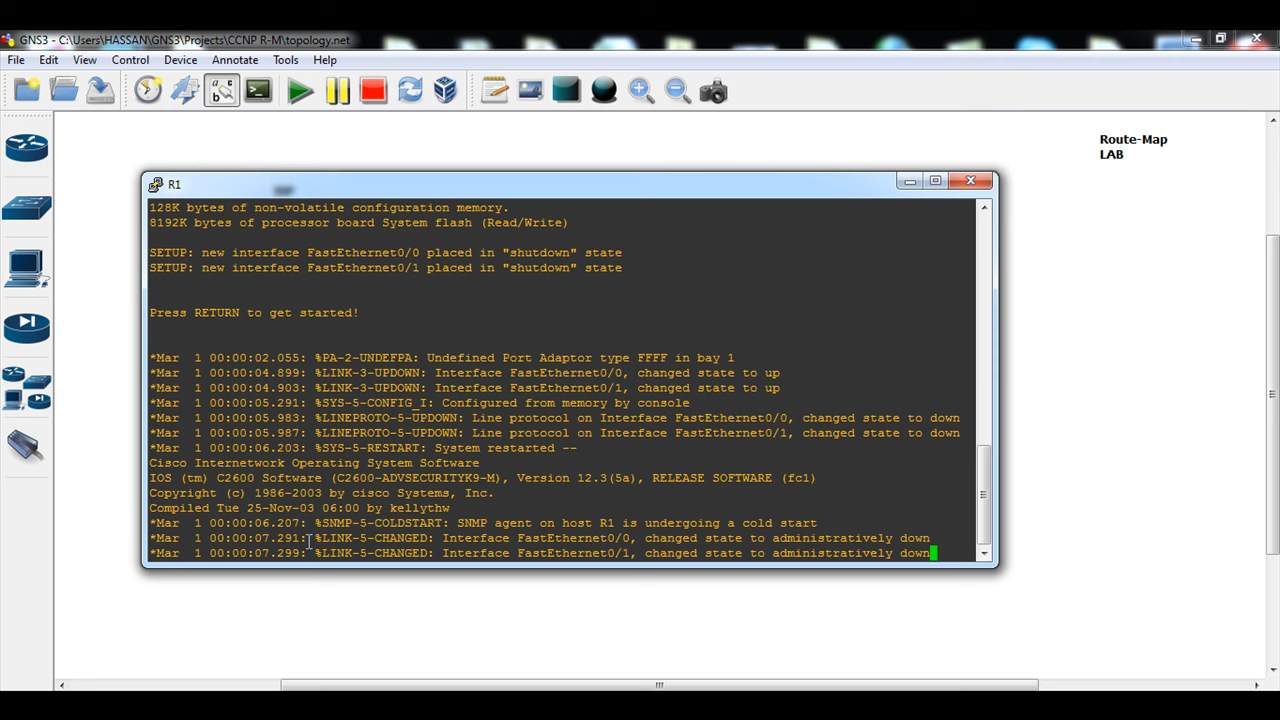 GNS3 - C:\Users\HASSAN\GNS3\Projects\CCNP R-M\topology.net
File Edit View Control Device Annotate Tools Help
Route-Map
LAB
R1
128K bytes of non-volatile configuration memory.
8192K bytes of processor board System flash (Read/Write)
SETUP: new interface FastEthernet0/0 placed in "shutdown" state
SETUP: new interface FastEthernet0/1 placed in "shutdown" state
Press RETURN to get started!
*Mar  1 00:00:02.055: %PA-2-UNDEFPA: Undefined Port Adaptor type FFFF in bay 1
*Mar  1 00:00:04.899: %LINK-3-UPDOWN: Interface FastEthernet0/0, changed state to up
*Mar  1 00:00:04.903: %LINK-3-UPDOWN: Interface FastEthernet0/1, changed state to up
*Mar  1 00:00:05.291: %SYS-5-CONFIG_I: Configured from memory by console
*Mar  1 00:00:05.983: %LINEPROTO-5-UPDOWN: Line protocol on Interface FastEthernet0/0, changed state to down
*Mar  1 00:00:05.987: %LINEPROTO-5-UPDOWN: Line protocol on Interface FastEthernet0/1, changed state to down
*Mar  1 00:00:06.203: %SYS-5-RESTART: System restarted --
Cisco Internetwork Operating System Software
IOS (tm) C2600 Software (C2600-ADVSECURITYK9-M), Version 12.3(5a), RELEASE SOFTWARE (fc1)
Copyright (c) 1986-2003 by cisco Systems, Inc.
Compiled Tue 25-Nov-03 06:00 by kellythw
*Mar  1 00:00:06.207: %SNMP-5-COLDSTART: SNMP agent on host R1 is undergoing a cold start
*Mar  1 00:00:07.291: %LINK-5-CHANGED: Interface FastEthernet0/0, changed state to administratively down
*Mar  1 00:00:07.299: %LINK-5-CHANGED: Interface FastEthernet0/1, changed state to administratively down